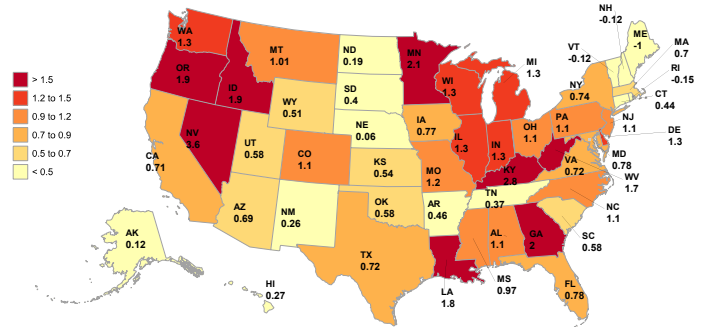 > 1.5
1.2 to 1.5
0.9 to 1.2
0.7 to 0.9
0.5 to 0.7
< 0.5
WA
1.3
OR
1.9
ID
1.9
MT
1.01
ND
0.19
SD
0.4
NE
0.06
WY
0.51
NV
3.6
UT
0.58
CO
1.1
CA
0.71
AZ
0.69
NM
0.26
KS
0.54
OK
0.58
TX
0.72
AK
0.12
HI
0.27
MN
2.1
IA
0.77
MO
1.2
AR
0.46
LA
1.8
WI
1.3
MI
1.3
IL
1.3
IN
1.3
OH
1.1
KY
2.8
TN
0.37
MS
0.97
AL
1.1
GA
2
FL
0.78
SC
0.58
NC
1.1
WV
1.7
VA
0.72
MD
0.78
DE
1.3
NJ
1.1
PA
1.1
NY
0.74
CT
0.44
RI
-0.15
MA
0.7
ME
-1
NH
-0.12
VT
-0.12